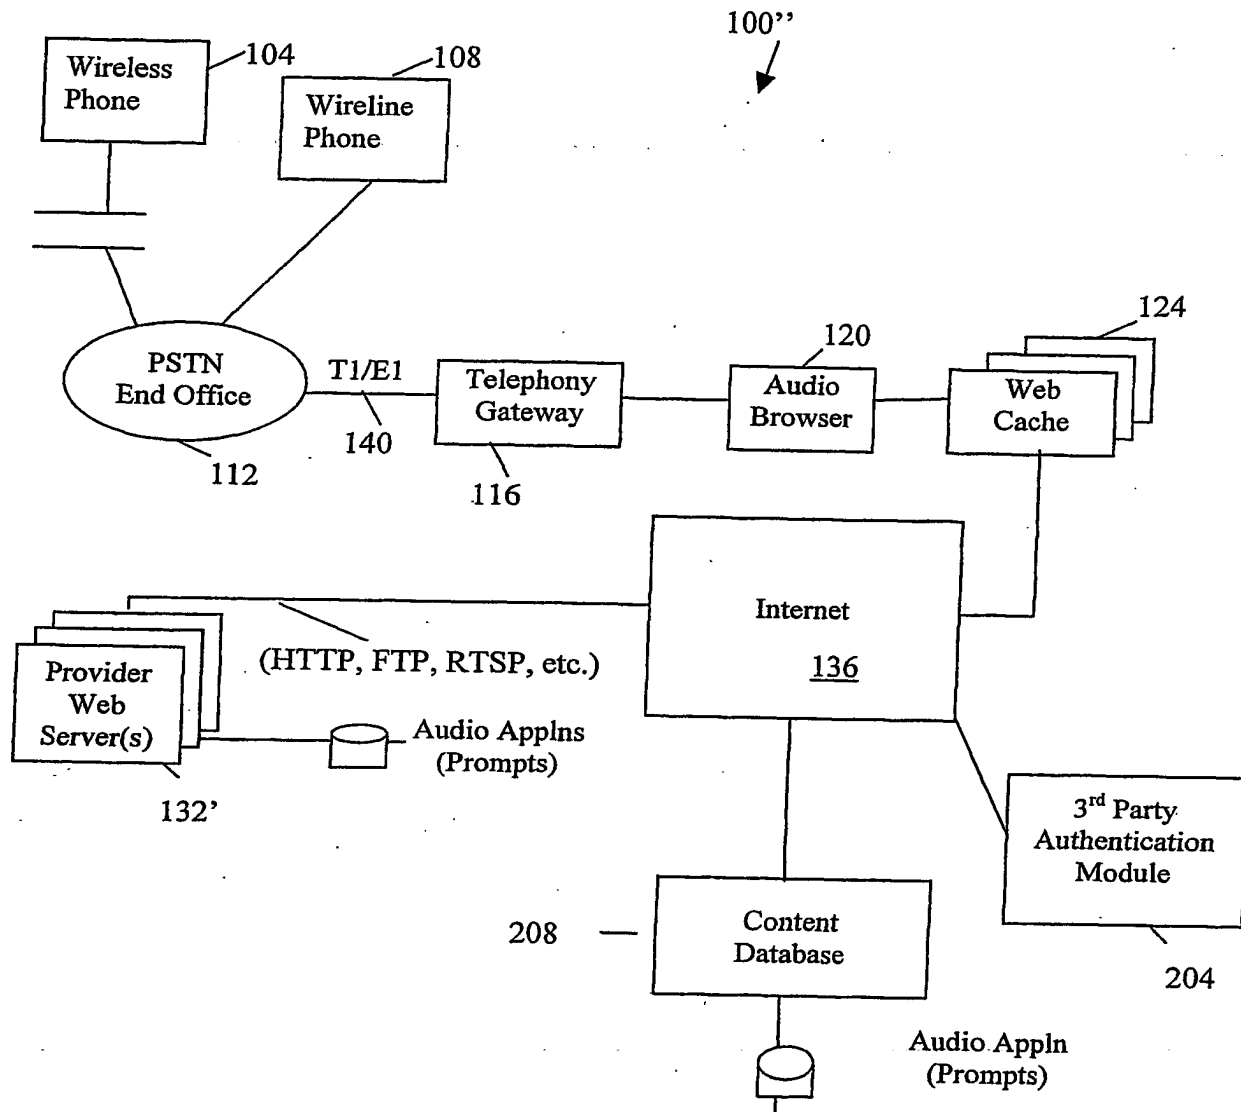 100’’
104
Wireless
Phone
108
Wireline
Phone
PSTN
End Office
112
T1/E1
140
Telephony
Gateway
116
120
Audio
Browser
124
Web
Cache
Internet
136
(HTTP, FTP, RTSP, etc.)
Provider
Web
Server(s)
132’
Audio Applns
(Prompts)
3rd Party
Authentication
Module
204
208
Content
Database
Audio Appln
(Prompts)